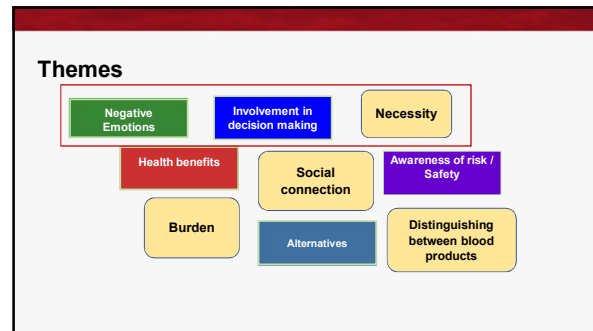 Themes
Negative
Emotions
Involvement in
decision making
Necessity
Health benefits
Social
connection
Awareness of risk /
Safety
Burden
Alternatives
Distinguishing
between blood
products